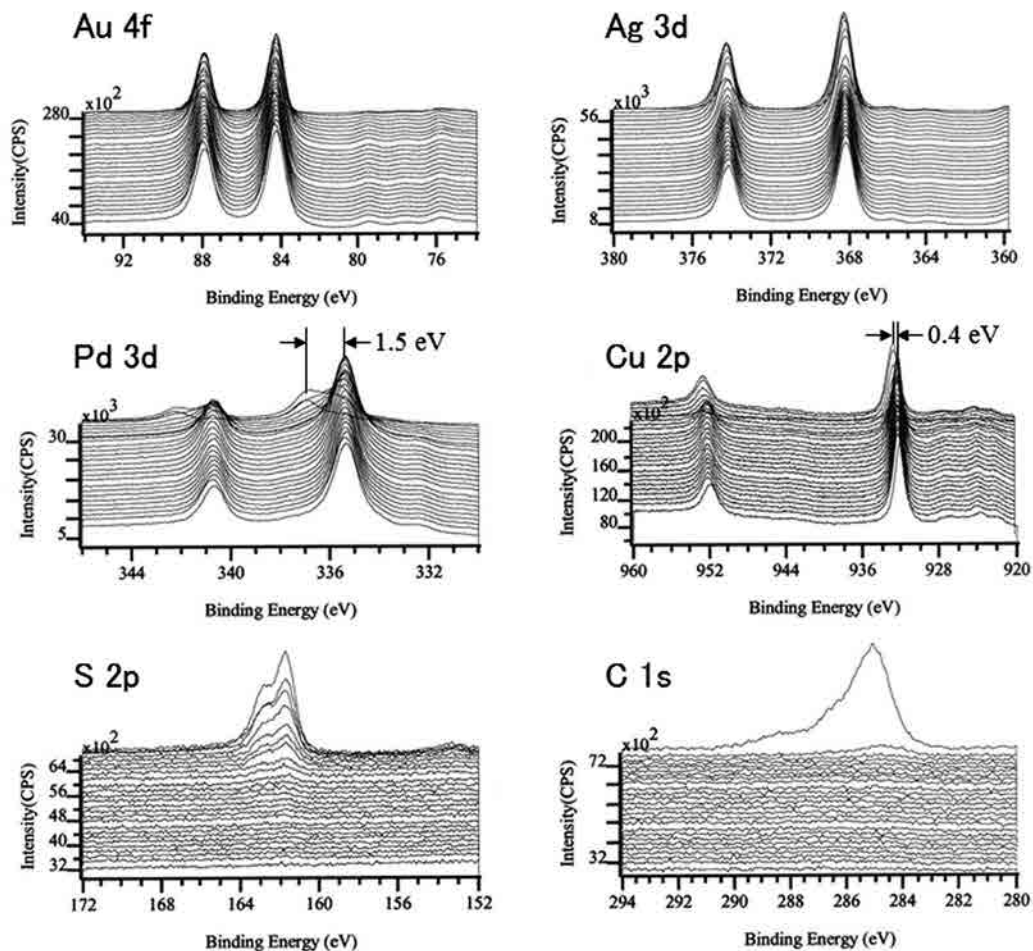 Au 4f
280 x10²
Intensity(CPS)
40
92 88 84 80 76
Binding Energy (eV)
Ag 3d
x10³
56
Intensity(CPS)
8
380 376 372 368 364 360
Binding Energy (eV)
Pd 3d
1.5 eV
x10³
30
Intensity(CPS)
5
344 340 336 332
Binding Energy (eV)
Cu 2p
0.4 eV
x10²
200
160
120
80
Intensity(CPS)
960 952 944 936 928 920
Binding Energy (eV)
S 2p
x10²
64
56
48
40
32
Intensity(CPS)
172 168 164 160 156 152
Binding Energy (eV)
C 1s
x10²
72
Intensity(CPS)
32
294 292 290 288 286 284 282 280
Binding Energy (eV)